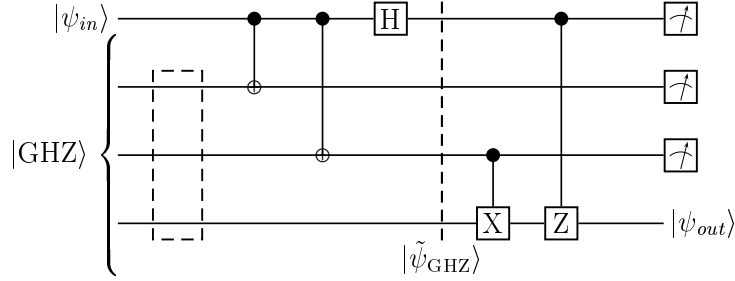 |ψ_in⟩
H
|GHZ⟩
X
Z
|ψ_out⟩
|ψ̃_GHZ⟩